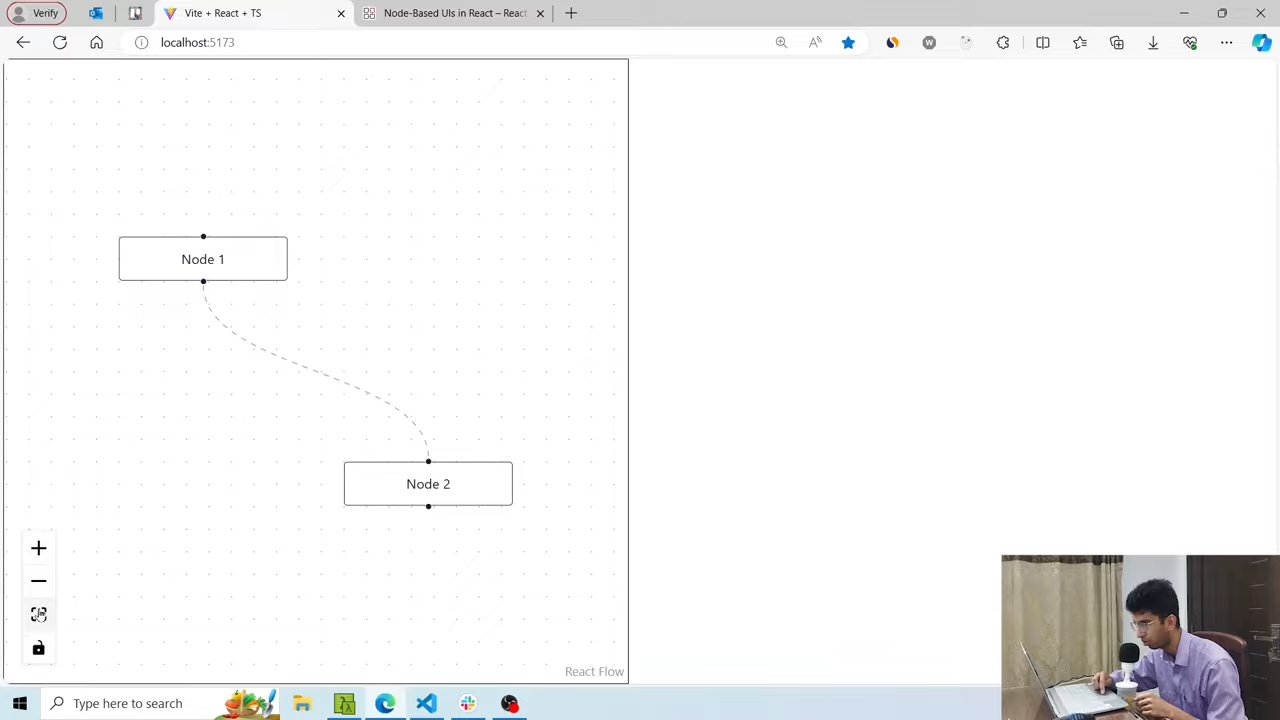 Verify
Vite + React + TS
Node-Based UIs in React – React
localhost:5173
Node 1
Node 2
React Flow
Type here to search